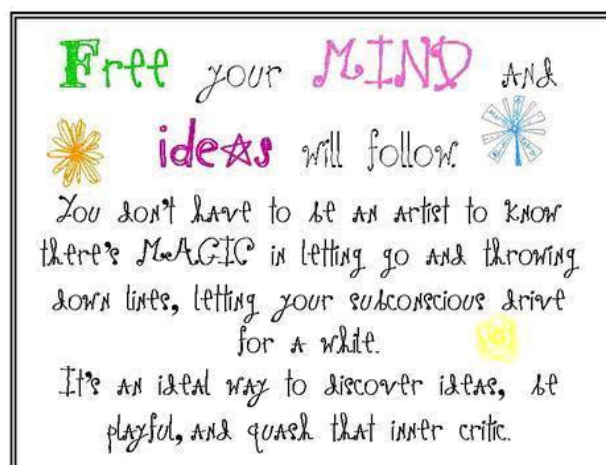 Free your MIND AND
ideas will follow.
You don't have to be an artist to know
there's MAGIC in letting go and throwing
down lines, letting your subconscious drive
for a while.
It's an ideal way to discover ideas, be
playful, and quash that inner critic.